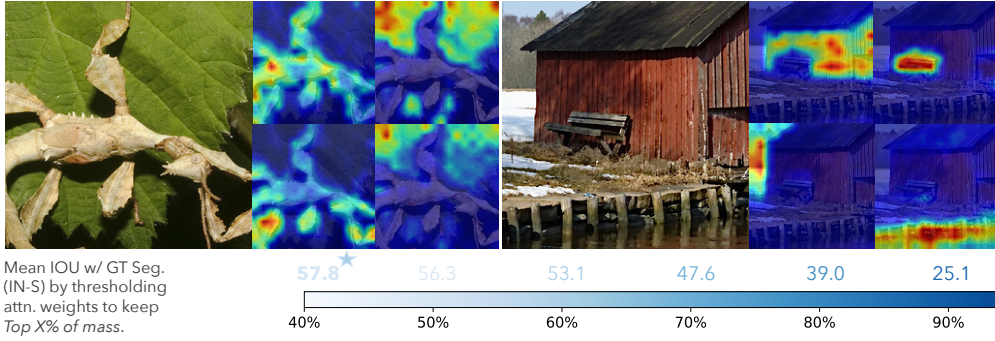 Mean IOU w/ GT Seg.
(IN-S) by thresholding
attn. weights to keep
Top X% of mass.
57.8 56.3 53.1 47.6 39.0 25.1
40% 50% 60% 70% 80% 90%